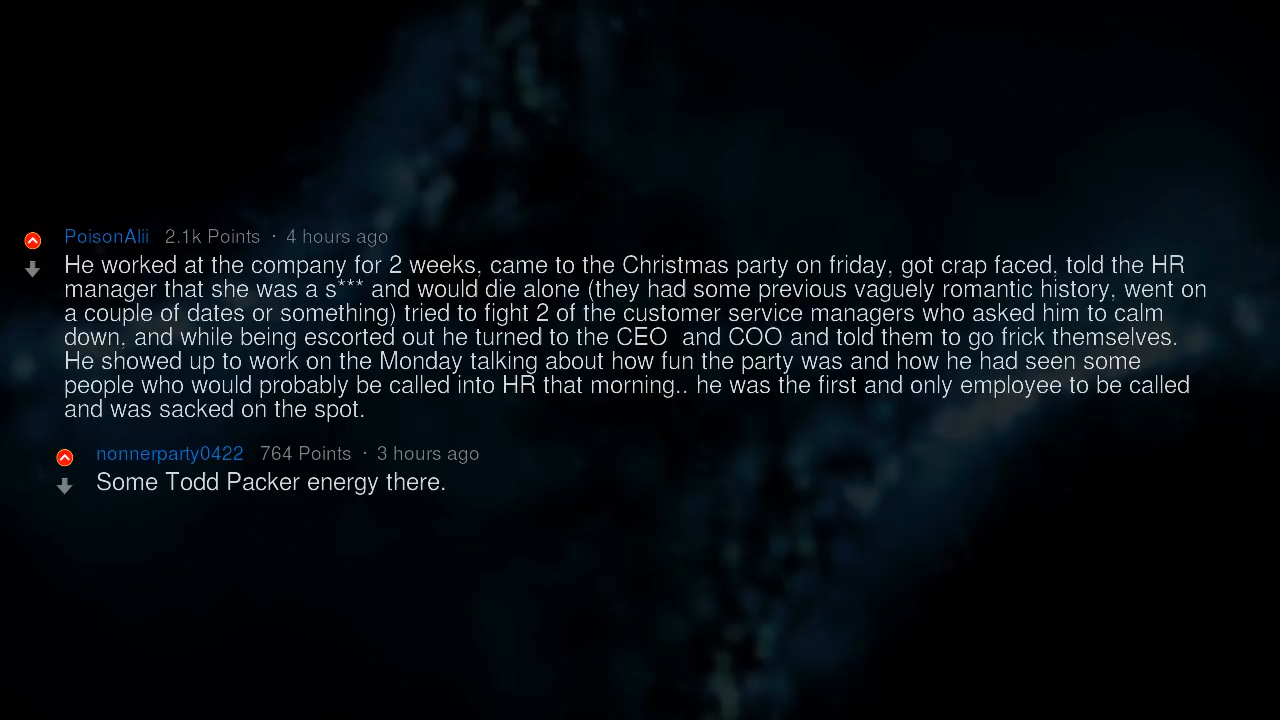 PoisonAlii 2.1k Points · 4 hours ago
He worked at the company for 2 weeks, came to the Christmas party on friday, got crap faced, told the HR
manager that she was a s*** and would die alone (they had some previous vaguely romantic history, went on
a couple of dates or something) tried to fight 2 of the customer service managers who asked him to calm
down, and while being escorted out he turned to the CEO  and COO and told them to go frick themselves.
He showed up to work on the Monday talking about how fun the party was and how he had seen some
people who would probably be called into HR that morning.. he was the first and only employee to be called
and was sacked on the spot.
nonnerparty0422 764 Points · 3 hours ago
Some Todd Packer energy there.